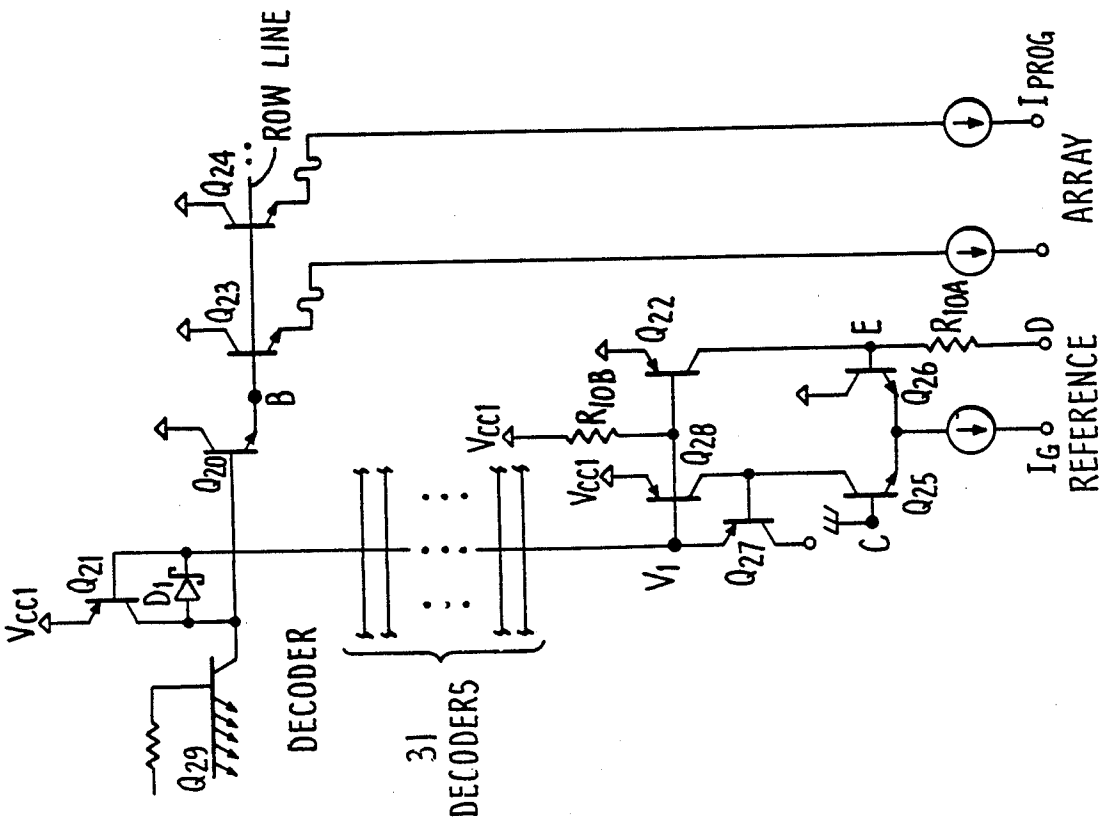 VCC1
Q21
D1
Q29
DECODER
31
DECODERS
Q20
B
Q23
Q24
ROW LINE
VCC1
R10B
VCC1
Q28
Q22
V1
Q27
C
Q25
Q26
E
R10A
D
IG
REFERENCE
ARRAY
IPROG